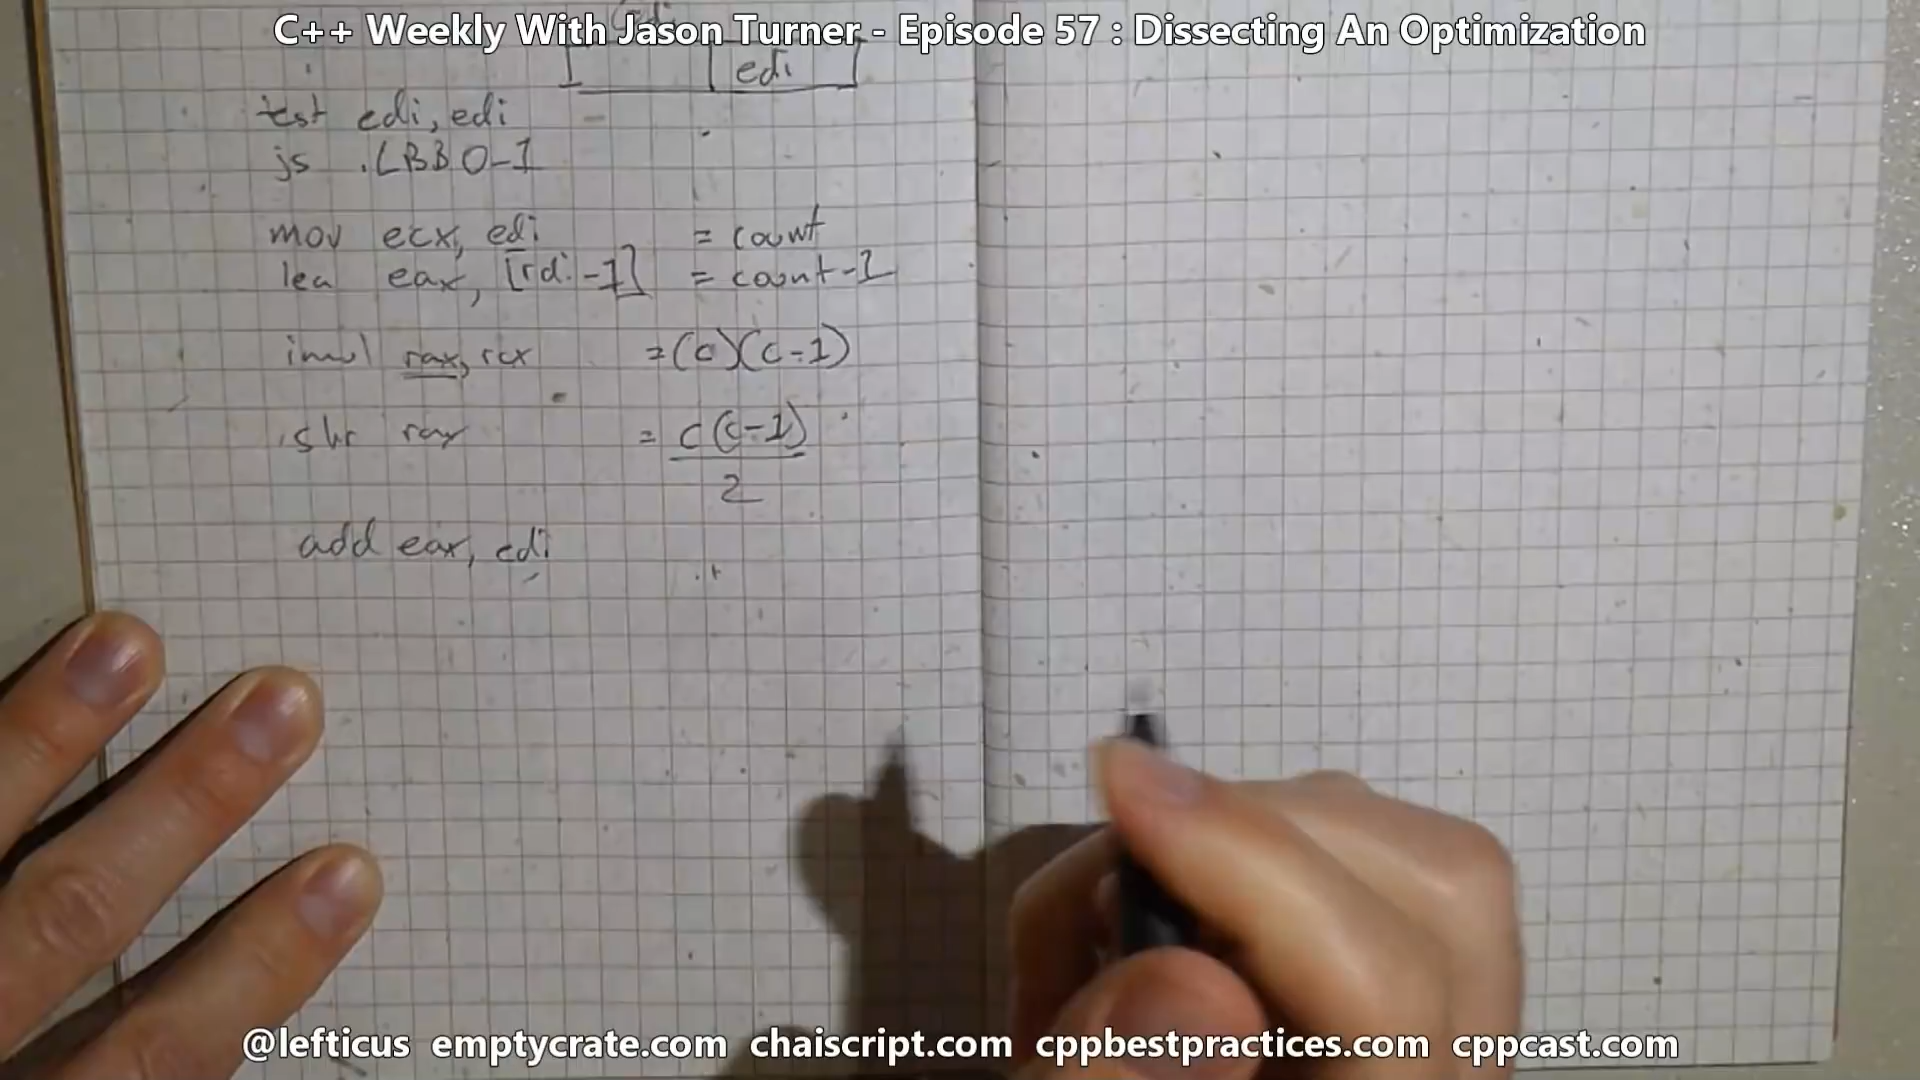 C++ Weekly With Jason Turner - Episode 57 : Dissecting An Optimization
edi
test edi, edi
js .LBB0-1
mov ecx, edi = count
lea eax, [rdi-1] = count-1
imul rax, rcx = (c)(c-1)
shr rax = c(c-1)
2
add eax, edi
@lefticus emptycrate.com chaiscript.com cppbestpractices.com cppcast.com